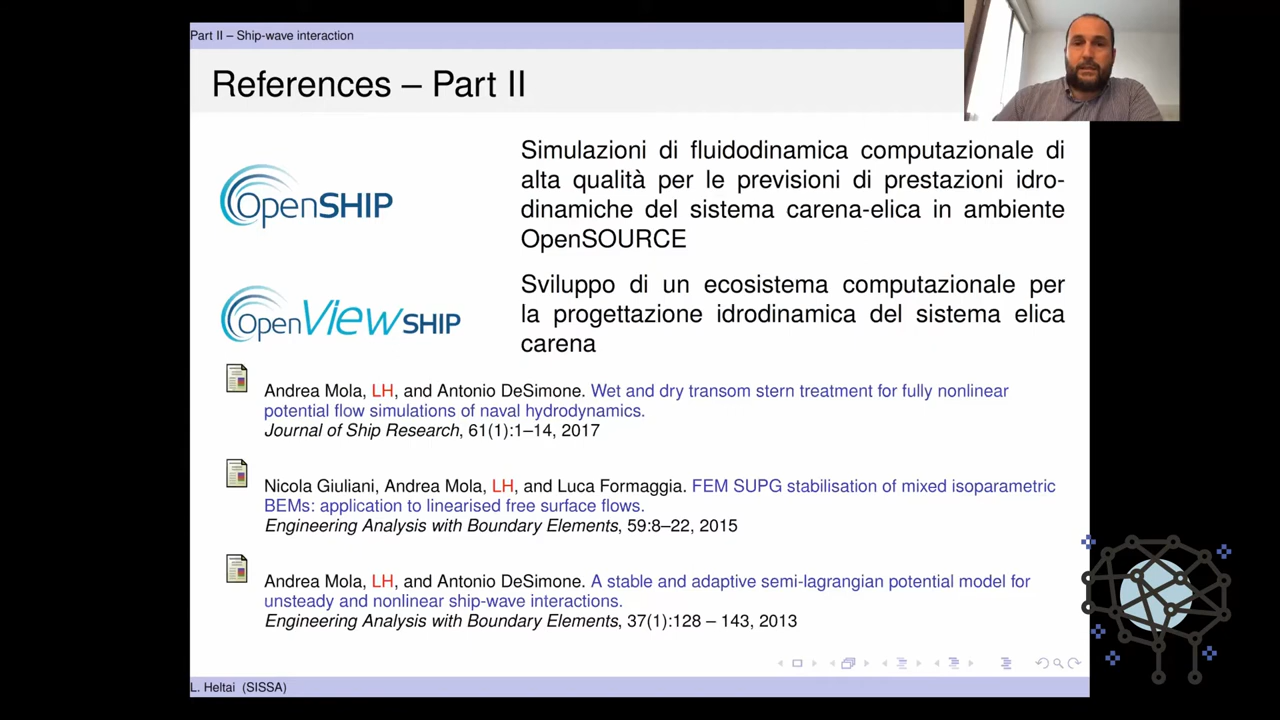 Part II – Ship-wave interaction
References – Part II
OpenSHIP
Simulazioni di fluidodinamica computazionale di
alta qualità per le previsioni di prestazioni idro-
dinamiche del sistema carena-elica in ambiente
OpenSOURCE
OpenViewSHIP
Sviluppo di un ecosistema computazionale per
la progettazione idrodinamica del sistema elica
carena
Andrea Mola, LH, and Antonio DeSimone. Wet and dry transom stern treatment for fully nonlinear
potential flow simulations of naval hydrodynamics.
Journal of Ship Research, 61(1):1–14, 2017
Nicola Giuliani, Andrea Mola, LH, and Luca Formaggia. FEM SUPG stabilisation of mixed isoparametric
BEMs: application to linearised free surface flows.
Engineering Analysis with Boundary Elements, 59:8–22, 2015
Andrea Mola, LH, and Antonio DeSimone. A stable and adaptive semi-lagrangian potential model for
unsteady and nonlinear ship-wave interactions.
Engineering Analysis with Boundary Elements, 37(1):128 – 143, 2013
L. Heltai (SISSA)